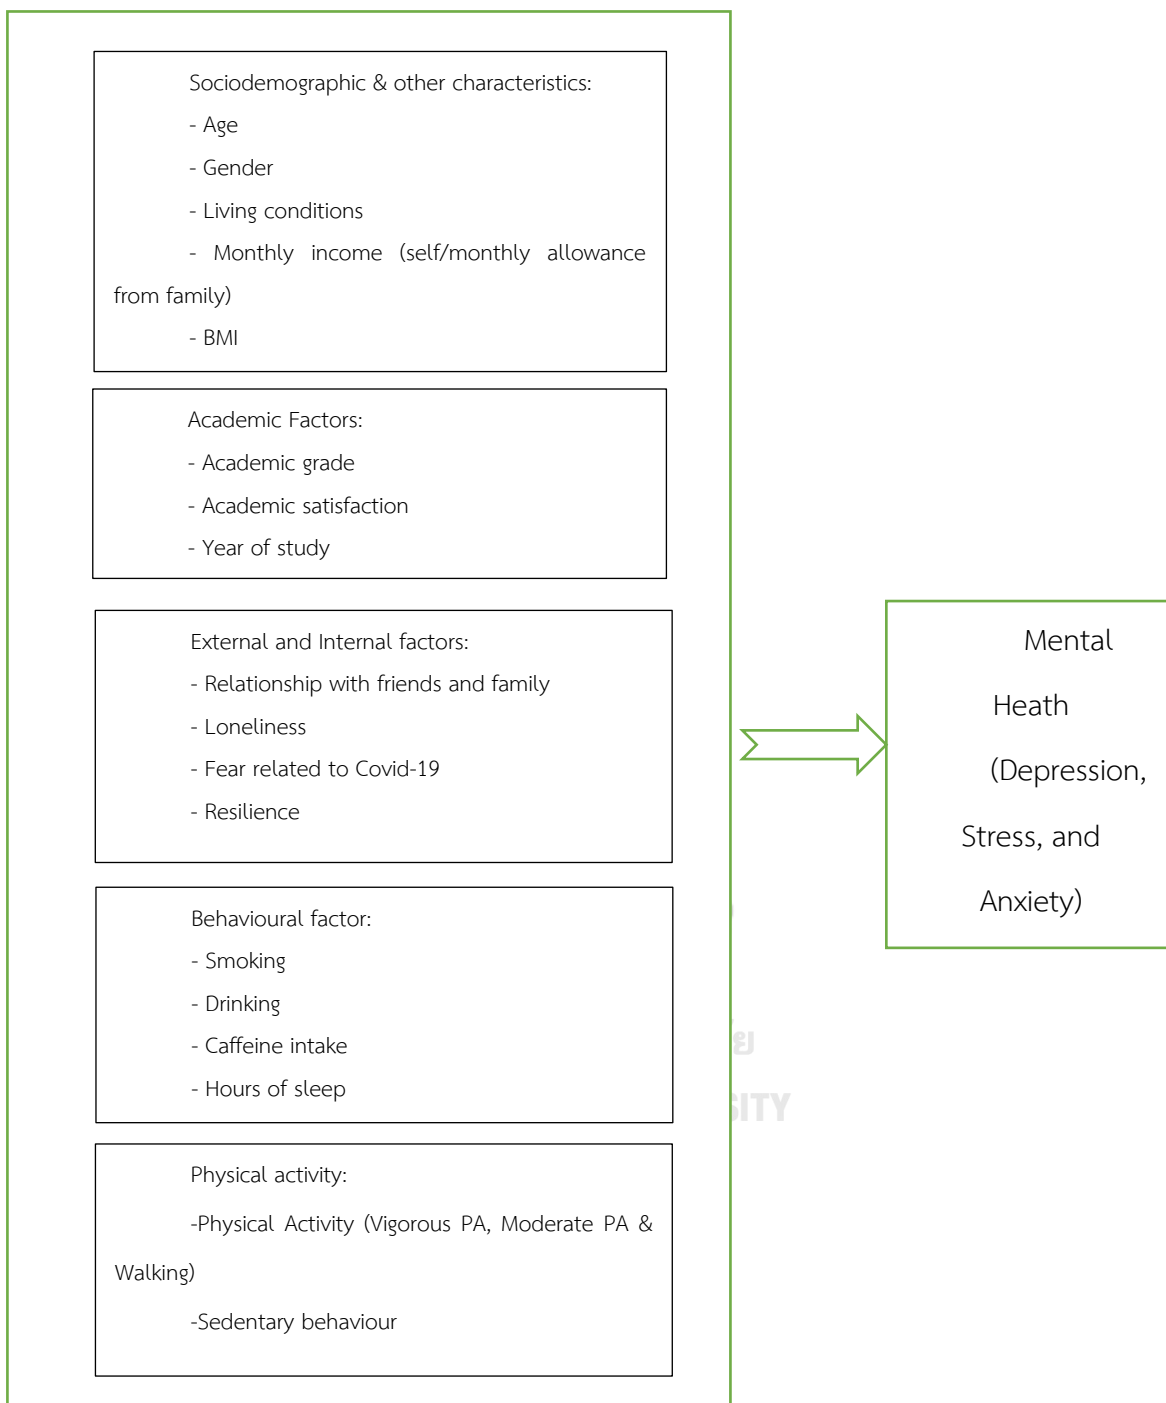 Sociodemographic & other characteristics:
- Age
- Gender
- Living conditions
- Monthly income (self/monthly allowance
from family)
- BMI
Academic Factors:
- Academic grade
- Academic satisfaction
- Year of study
External and Internal factors:
- Relationship with friends and family
- Loneliness
- Fear related to Covid-19
- Resilience
Behavioural factor:
- Smoking
- Drinking
- Caffeine intake
- Hours of sleep
Physical activity:
-Physical Activity (Vigorous PA, Moderate PA &
Walking)
-Sedentary behaviour
Mental
Heath
(Depression,
Stress, and
Anxiety)